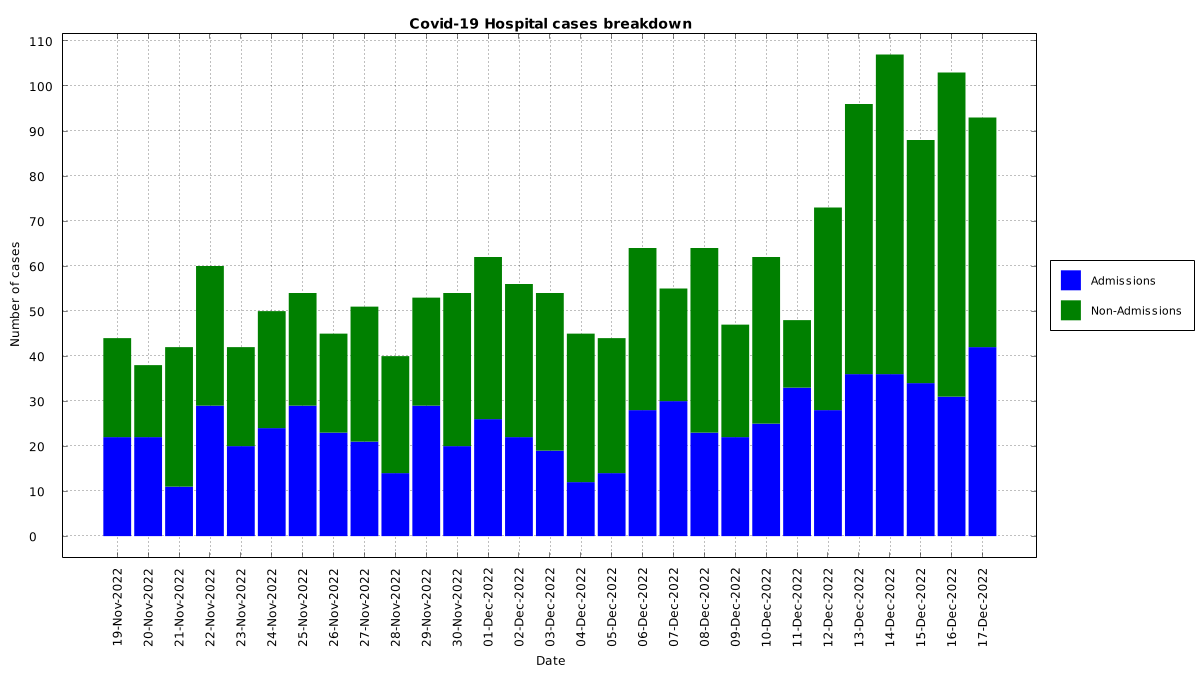 Covid-19 Hospital cases breakdown
110
100
90
80
70
60
50
40
30
20
10
0
Number of cases
19-Nov-2022
20-Nov-2022
21-Nov-2022
22-Nov-2022
23-Nov-2022
24-Nov-2022
25-Nov-2022
26-Nov-2022
27-Nov-2022
28-Nov-2022
29-Nov-2022
30-Nov-2022
01-Dec-2022
02-Dec-2022
03-Dec-2022
04-Dec-2022
05-Dec-2022
06-Dec-2022
07-Dec-2022
08-Dec-2022
09-Dec-2022
10-Dec-2022
11-Dec-2022
12-Dec-2022
13-Dec-2022
14-Dec-2022
15-Dec-2022
16-Dec-2022
17-Dec-2022
Date
Admissions
Non-Admissions